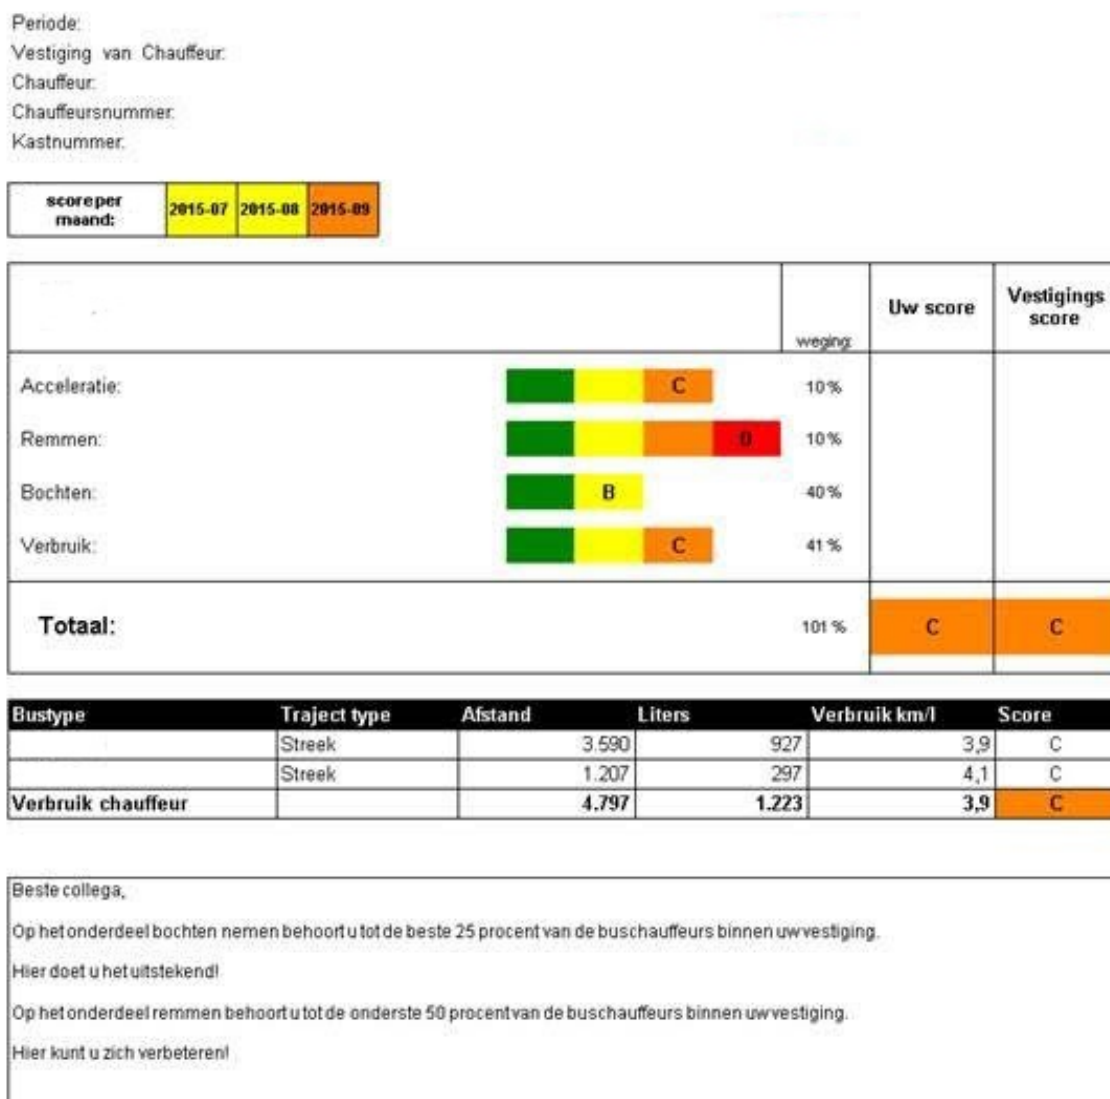 Periode:
Vestiging van Chauffeur:
Chauffeur:
Chauffeursnummer:
Kastnummer:
score per
maand:
2015-07 2015-08 2015-09
weging:
Uw score
Vestigings
score
Acceleratie: C 10%
Remmen: D 10%
Bochten: B 40%
Verbruik: C 41%
Totaal: 101% C C
Bustype Traject type Afstand Liters Verbruik km/l Score
Streek 3.590 927 3,9 C
Streek 1.207 297 4,1 C
Verbruik chauffeur 4.797 1.223 3,9 C
Beste collega,
Op het onderdeel bochten nemen behoort u tot de beste 25 procent van de buschauffeurs binnen uw vestiging.
Hier doet u het uitstekend!
Op het onderdeel remmen behoort u tot de onderste 50 procent van de buschauffeurs binnen uw vestiging.
Hier kunt u zich verbeteren!